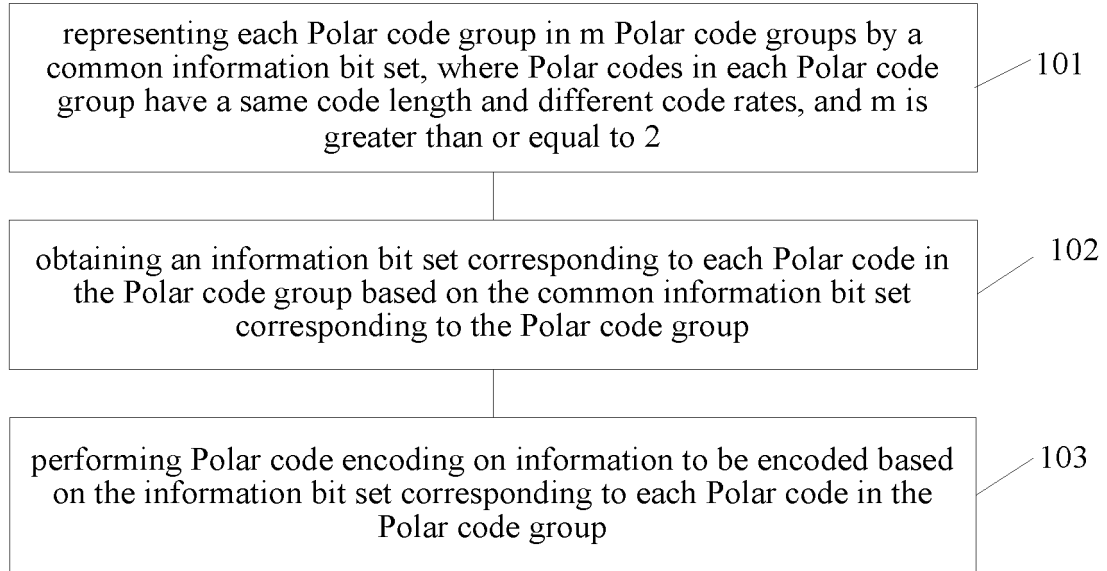 representing each Polar code group in m Polar code groups by a
common information bit set, where Polar codes in each Polar code
group have a same code length and different code rates, and m is
greater than or equal to 2
101
obtaining an information bit set corresponding to each Polar code in
the Polar code group based on the common information bit set
corresponding to the Polar code group
102
performing Polar code encoding on information to be encoded based
on the information bit set corresponding to each Polar code in the
Polar code group
103